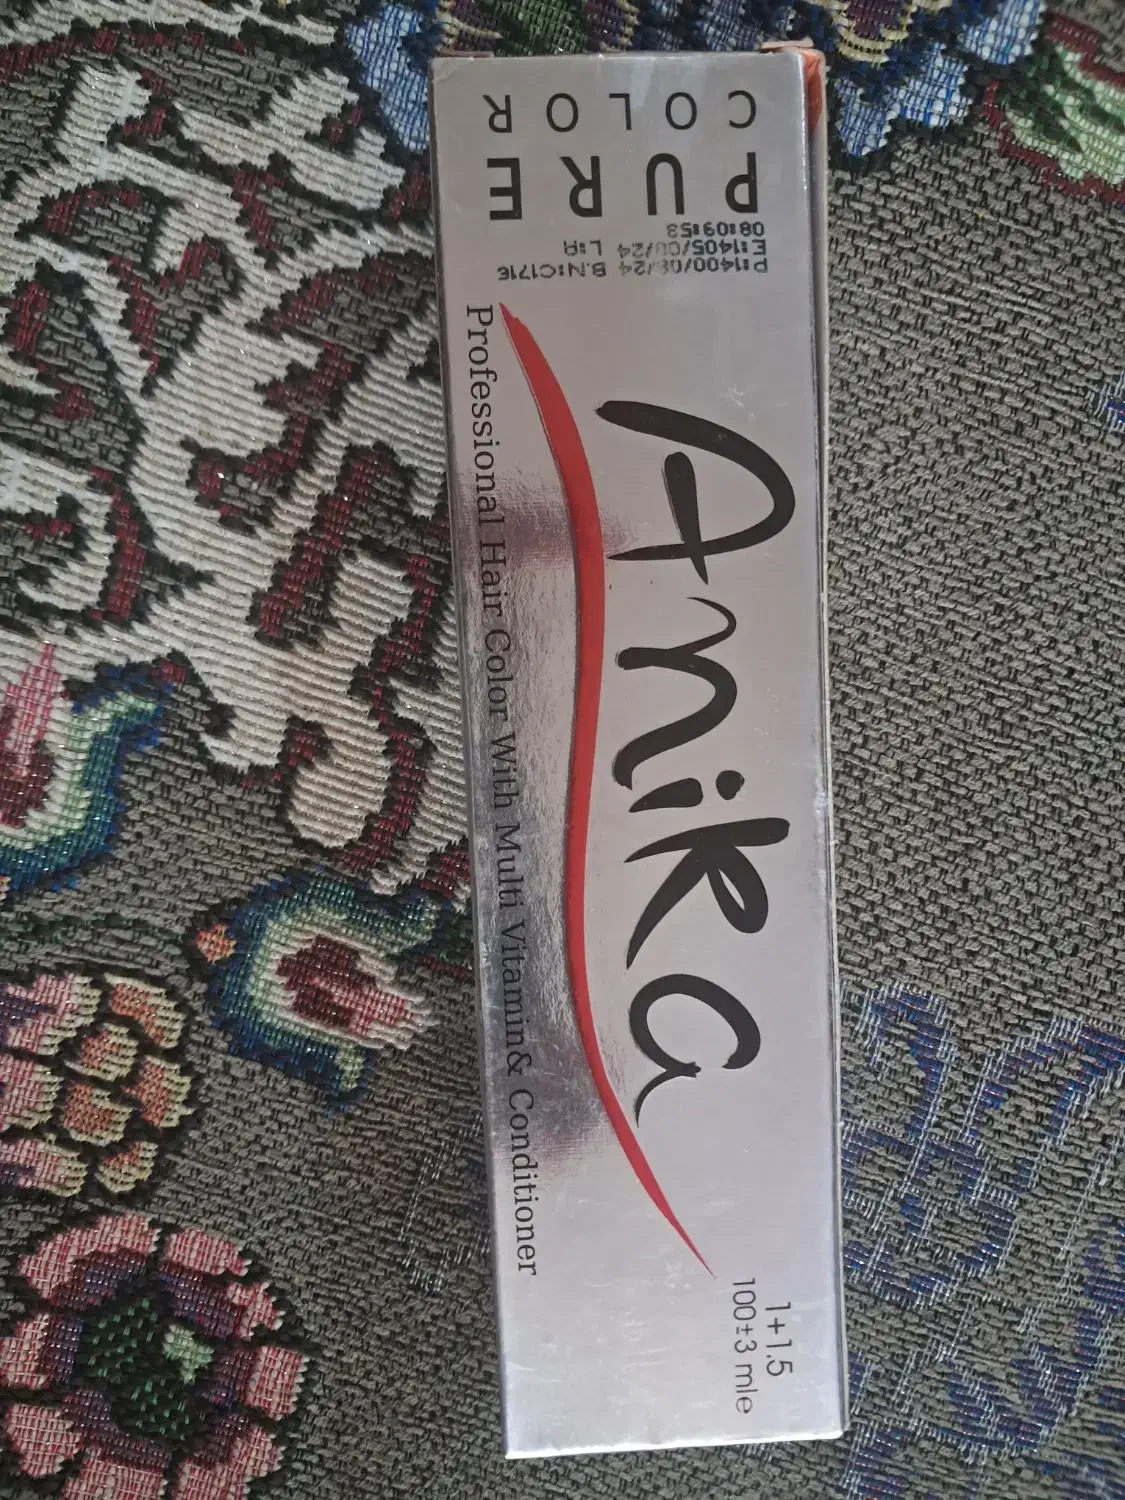 PURE
COLOR
P:1400/08/24 B.N:C1716
E:1405/08/24 L:A
08:09:53
Amika
Professional Hair Color With Multi Vitamin& Conditioner
1+1.5
100±3 mle